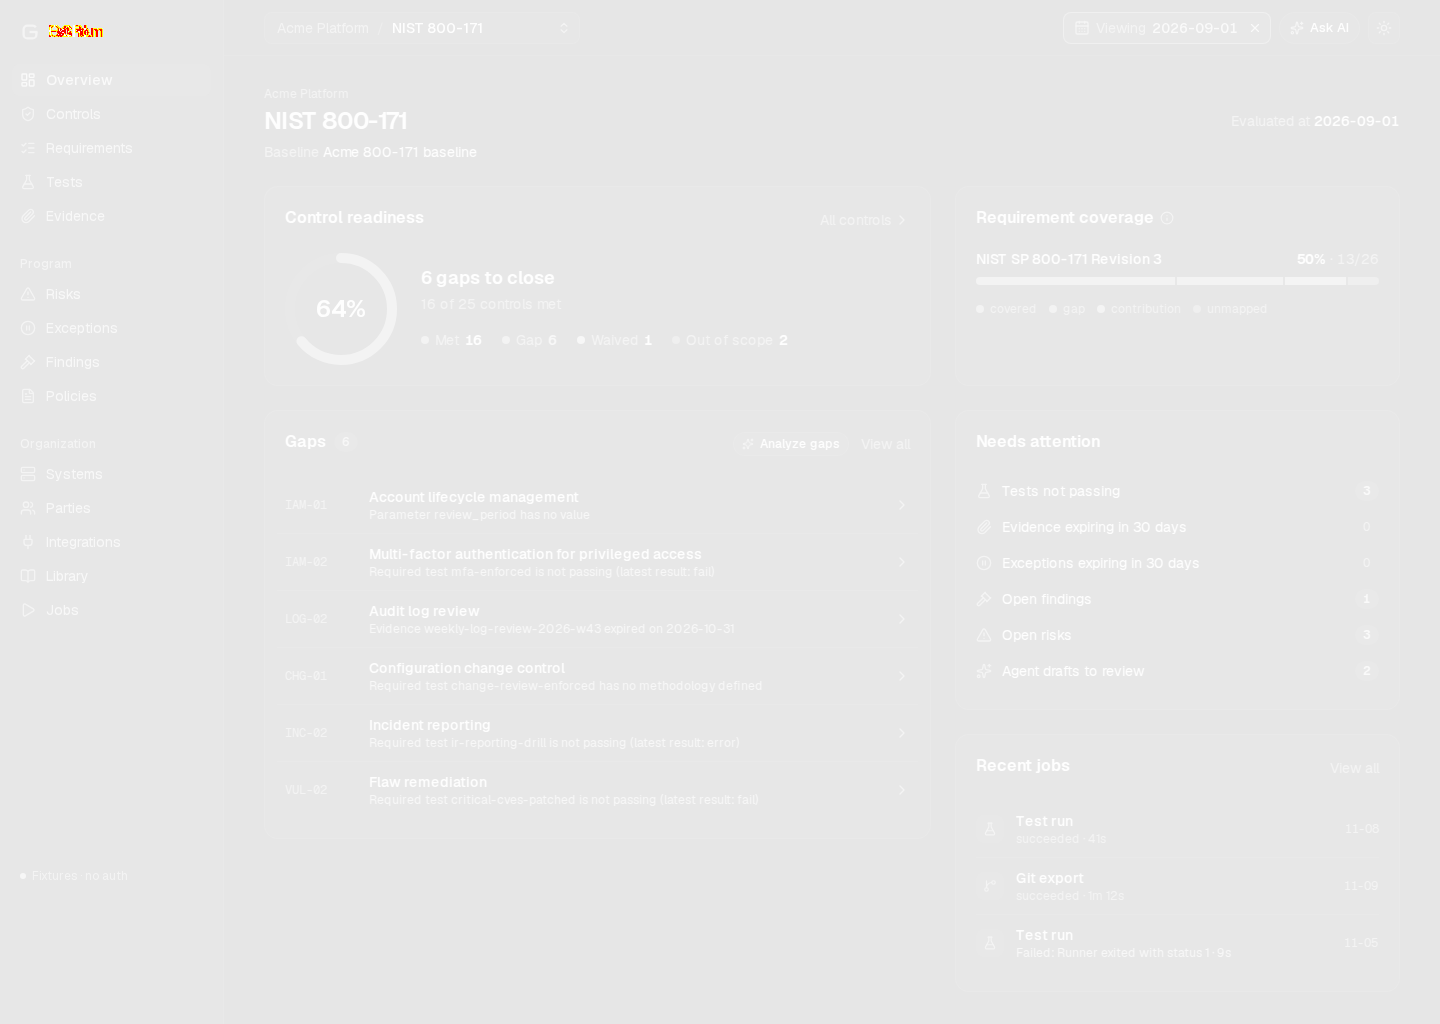 Acme Platform / NIST 800-171
Viewing 2026-09-01
Ask AI
Overview
Controls
Requirements
Tests
Evidence
Program
Risks
Exceptions
Findings
Policies
Organization
Systems
Parties
Integrations
Library
Jobs
Fixtures · no auth
Acme Platform
NIST 800-171
Evaluated at 2026-09-01
Baseline Acme 800-171 baseline
Control readiness
All controls
64%
6 gaps to close
16 of 25 controls met
Met 16 Gap 6 Waived 1 Out of scope 2
Requirement coverage
NIST SP 800-171 Revision 3 50% · 13/26
covered gap contribution unmapped
Gaps 6
Analyze gaps View all
IAM-01 Account lifecycle management
Parameter review_period has no value
IAM-02 Multi-factor authentication for privileged access
Required test mfa-enforced is not passing (latest result: fail)
LOG-02 Audit log review
Evidence weekly-log-review-2026-w43 expired on 2026-10-31
CHG-01 Configuration change control
Required test change-review-enforced has no methodology defined
INC-02 Incident reporting
Required test ir-reporting-drill is not passing (latest result: error)
VUL-02 Flaw remediation
Required test critical-cves-patched is not passing (latest result: fail)
Needs attention
Tests not passing 3
Evidence expiring in 30 days 0
Exceptions expiring in 30 days 0
Open findings 1
Open risks 3
Agent drafts to review 2
Recent jobs
View all
Test run
succeeded · 41s
Git export
succeeded · 1m 12s
11-09
Test run
Failed: Runner exited with status 1 · 9s